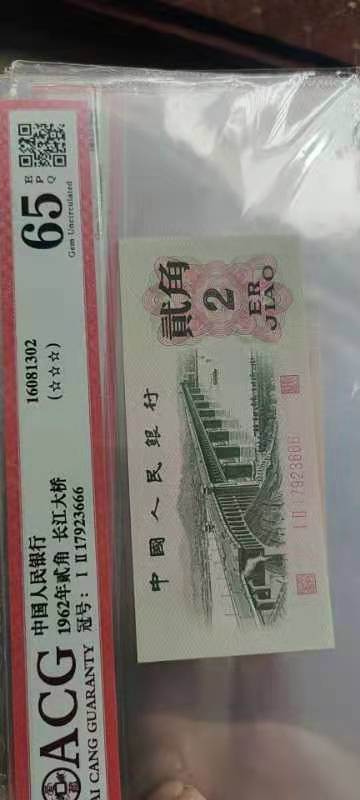 ACG
AI CANG GUARANTY
中国人民银行
1962年贰角 长江大桥
冠号: I II 17923666
16081302
(☆☆☆)
65
EPQ
Gem Uncirculated
中國人民銀行
貳角
2
ER
JIAO
I II 17923666